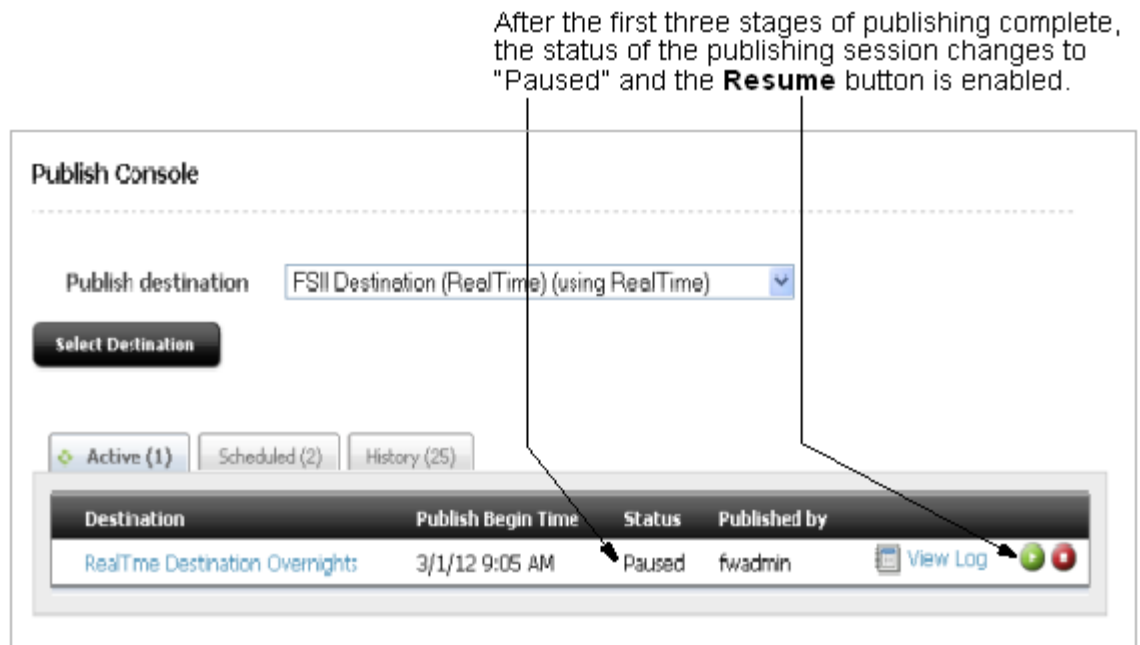 After the first three stages of publishing complete,
the status of the publishing session changes to
"Paused" and the Resume button is enabled.
Publish Console
Publish destination FSII Destination (RealTime) (using RealTime)
Select Destination
Active (1) Scheduled (2) History (25)
Destination Publish Begin Time Status Published by
RealTime Destination Overnights 3/1/12 9:05 AM Paused fwadmin View Log